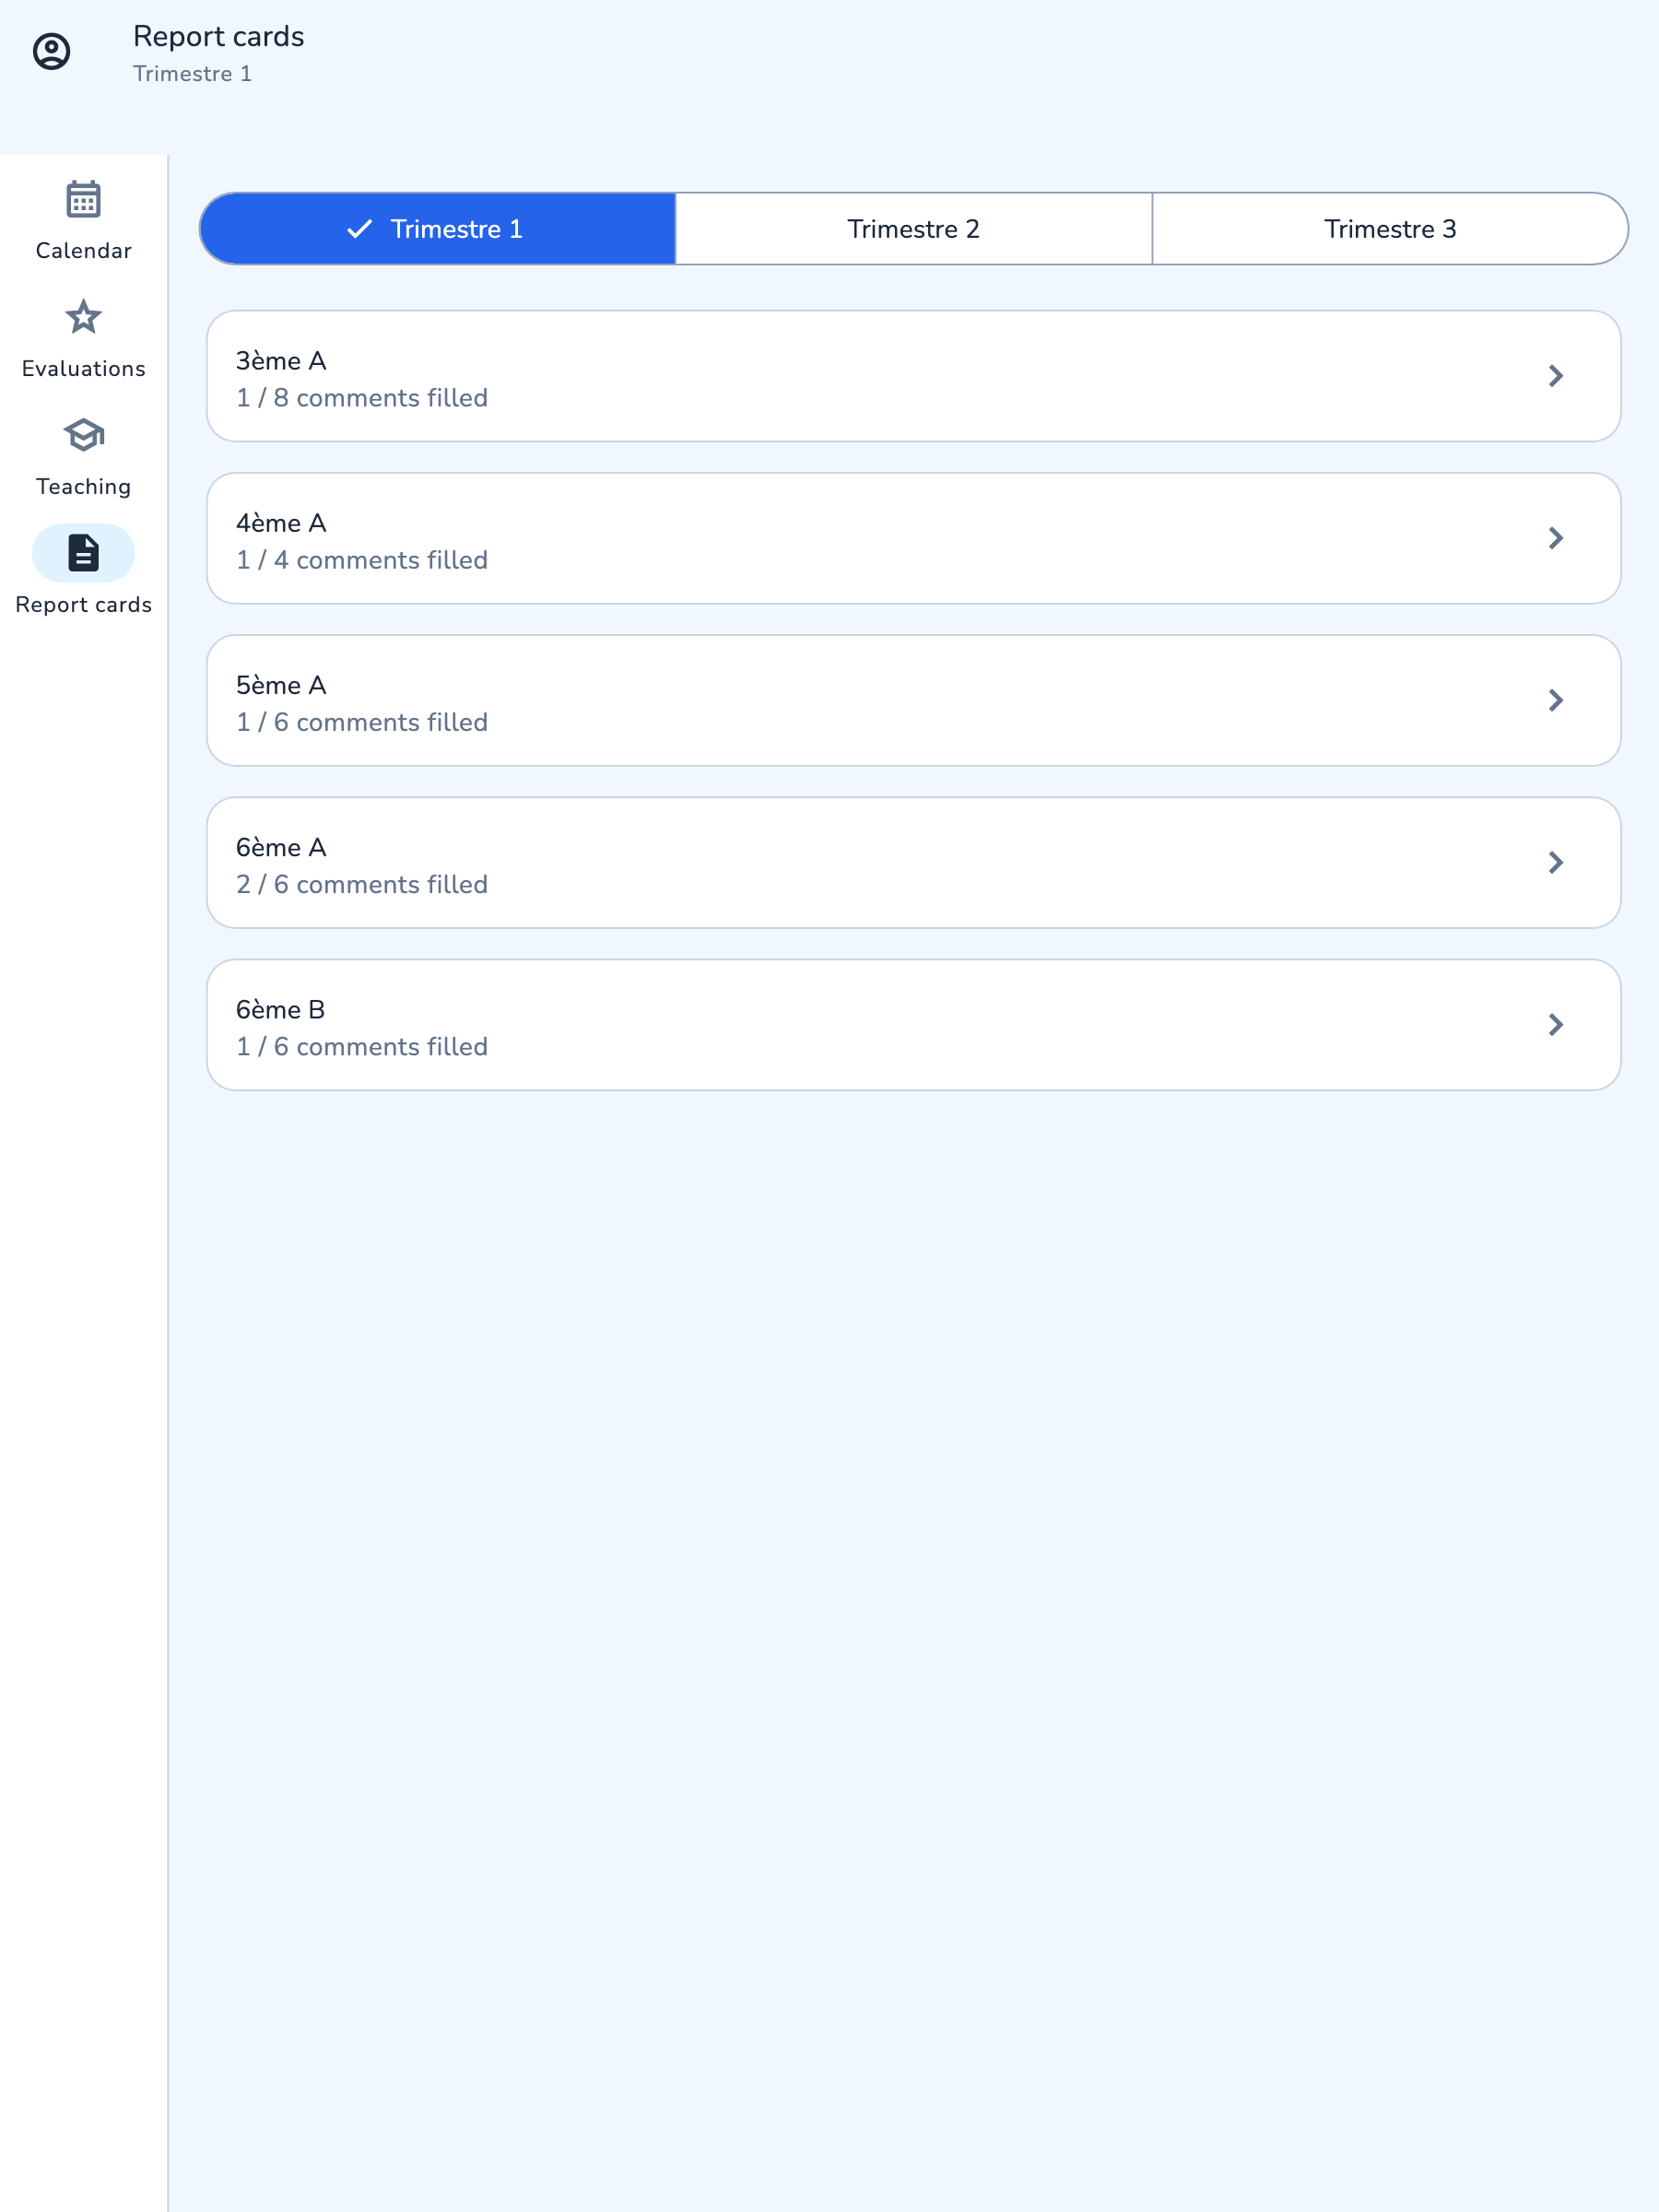 Report cards
Trimestre 1
Calendar
Evaluations
Teaching
Report cards
Trimestre 1
Trimestre 2
Trimestre 3
3ème A
1 / 8 comments filled
4ème A
1 / 4 comments filled
5ème A
1 / 6 comments filled
6ème A
2 / 6 comments filled
6ème B
1 / 6 comments filled